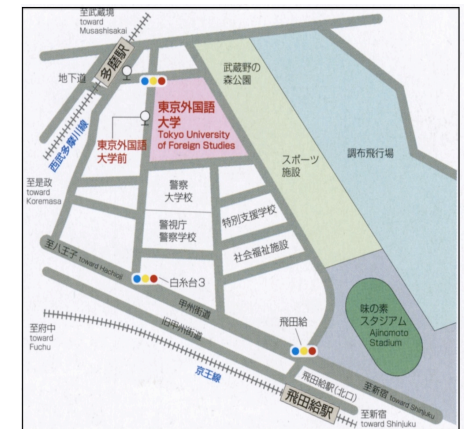 至武蔵境
toward
Musashisakai
多磨駅
地下道
武蔵野の
森公園
東京外国語
大学
Tokyo University
of Foreign Studies
東京外国語
大学前
西武多摩川線
スポーツ
施設
調布飛行場
至是政
toward
Koremasa
警察
大学校
特別支援学校
警視庁
警察学校
社会福祉施設
至八王子 toward Hachioji
白糸台3
甲州街道
旧甲州街道
味の素
スタジアム
Ajinomoto
Stadium
至府中
toward
Fuchu
飛田給
京王線
飛田給駅(北口)
至新宿 toward Shinjuku
飛田給駅
至新宿
toward Shinjuku